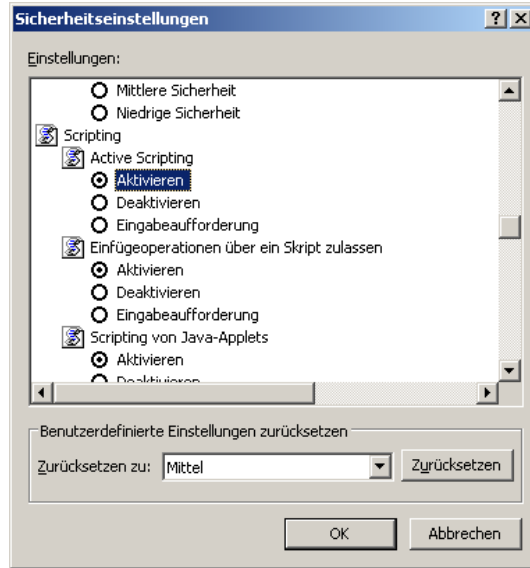 Sicherheitseinstellungen
Einstellungen:
Mittlere Sicherheit
Niedrige Sicherheit
Scripting
Active Scripting
Aktivieren
Deaktivieren
Eingabeaufforderung
Einfügeoperationen über ein Skript zulassen
Aktivieren
Deaktivieren
Eingabeaufforderung
Scripting von Java-Applets
Aktivieren
Deaktivieren
Benutzerdefinierte Einstellungen zurücksetzen
Zurücksetzen zu: Mittel Zurücksetzen
OK Abbrechen